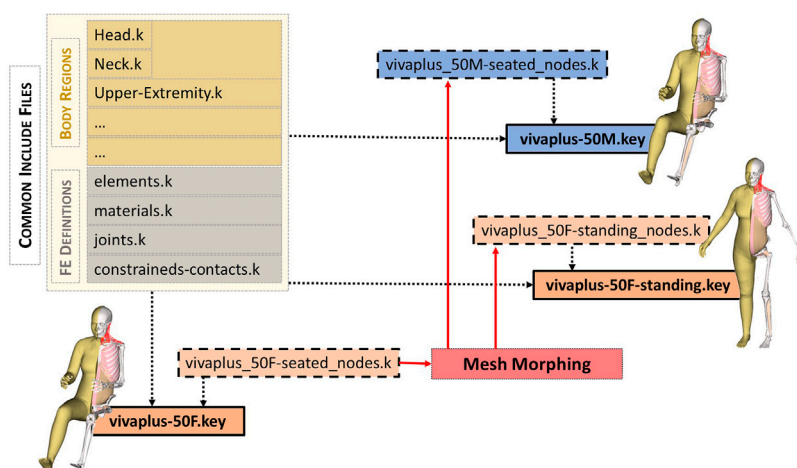 COMMON INCLUDE FILES
BODY REGIONS
Head.k
Neck.k
Upper-Extremity.k
...
...
FE DEFINITIONS
elements.k
materials.k
joints.k
constraineds-contacts.k
vivaplus_50M-seated_nodes.k
vivaplus-50M.key
vivaplus_50F-standing_nodes.k
vivaplus-50F-standing.key
vivaplus_50F-seated_nodes.k
Mesh Morphing
vivaplus-50F.key